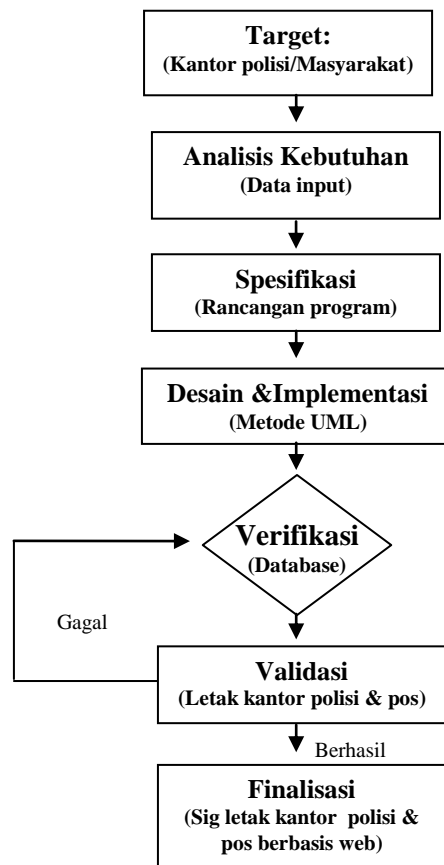 Target:
(Kantor polisi/Masyarakat)
Analisis Kebutuhan
(Data input)
Spesifikasi
(Rancangan program)
Desain &Implementasi
(Metode UML)
Verifikasi
(Database)
Gagal
Validasi
(Letak kantor polisi & pos)
Berhasil
Finalisasi
(Sig letak kantor polisi &
pos berbasis web)